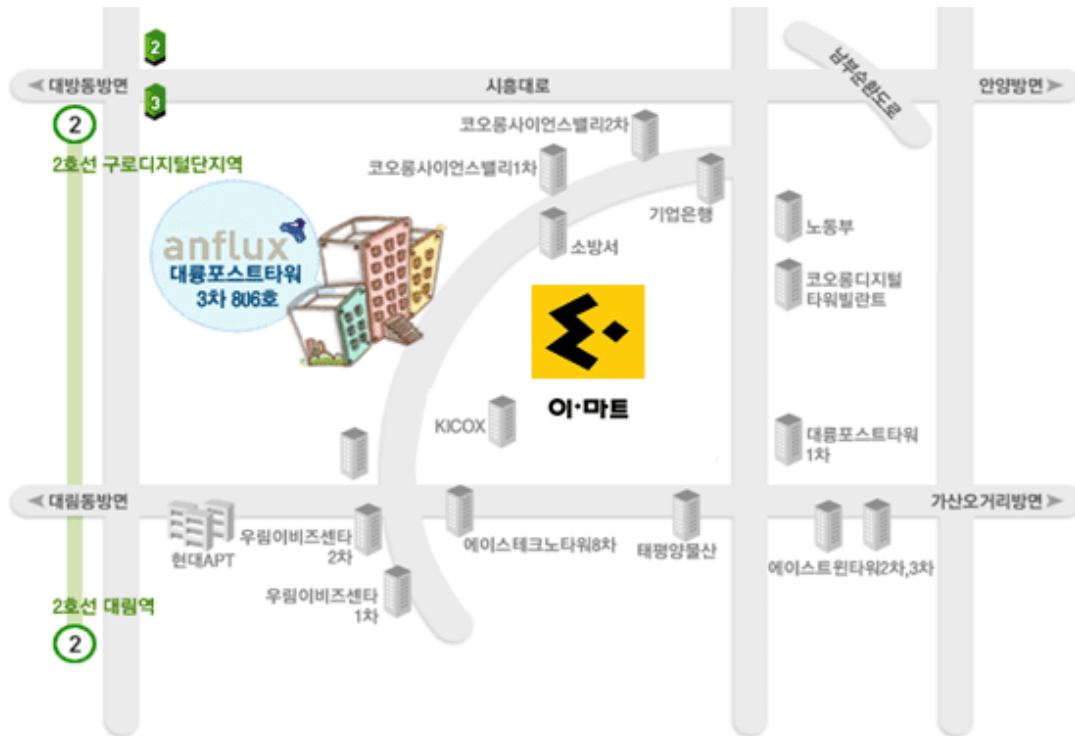 2
대방동방면
시흥대로
안양방면
남부순환도로
3
2
2호선 구로디지털단지역
코오롱사이언스밸리2차
코오롱사이언스밸리1차
기업은행
노동부
소방서
anflux
대륭포스트타워
3차 806호
코오롱디지털
타워빌란트
이·마트
KICOX
대륭포스트타워
1차
대림동방면
가산오거리방면
현대APT
우림이비즈센타
2차
에이스테크노타워8차
태평양물산
에이스트윈타워2차,3차
우림이비즈센타
1차
2호선 대림역
2